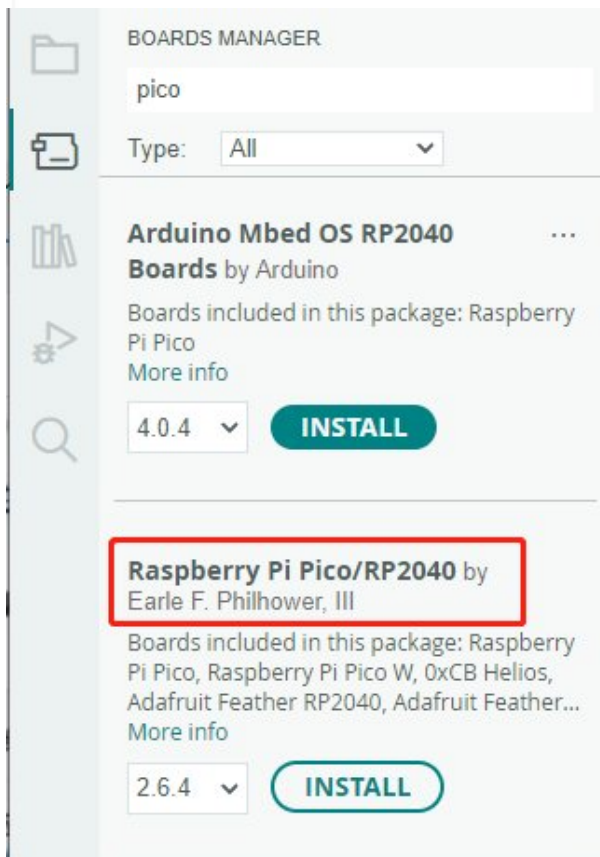 BOARDS MANAGER
pico
Type: All
Arduino Mbed OS RP2040
Boards by Arduino
Boards included in this package: Raspberry
Pi Pico
More info
4.0.4 INSTALL
Raspberry Pi Pico/RP2040 by
Earle F. Philhower, III
Boards included in this package: Raspberry
Pi Pico, Raspberry Pi Pico W, 0xCB Helios,
Adafruit Feather RP2040, Adafruit Feather...
More info
2.6.4 INSTALL